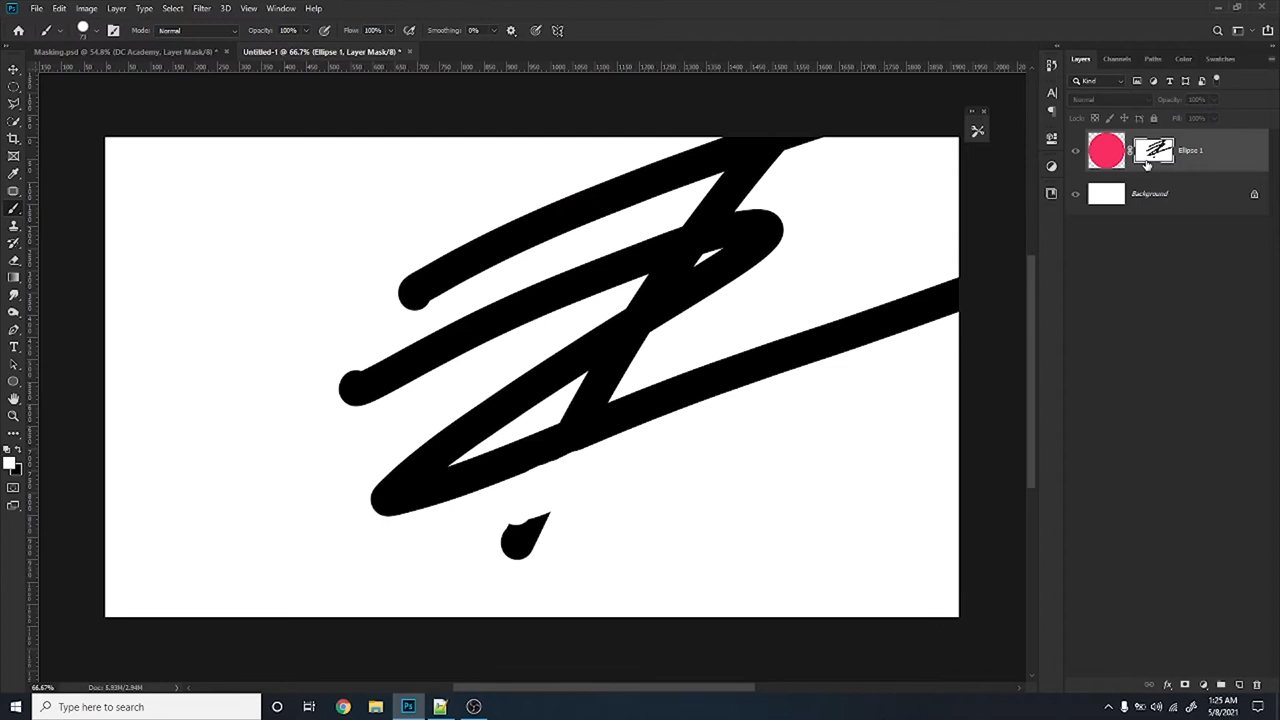 Ps File Edit Image Layer Type Select Filter 3D View Window Help
Mode: Normal Opacity: 100% Flow: 100% Smoothing: 0%
Masking.psd @ 54.8% (DC Academy, Layer Mask/8) * × Untitled-1 @ 66.7% (Ellipse 1, Layer Mask/8) * ×
Layers Channels Paths Color Swatches
Kind
Normal Opacity: 100%
Lock: Fill: 100%
Ellipse 1
Background
66.67% Doc: 5.93M/2.94M
Type here to search
1:25 AM
5/8/2021